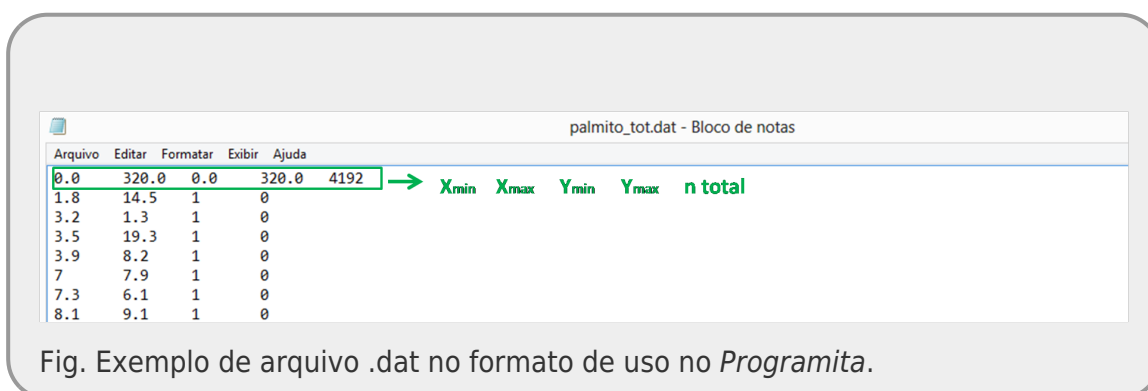 palmito_tot.dat - Bloco de notas
Arquivo Editar Formatar Exibir Ajuda
0.0 320.0 0.0 320.0 4192 Xmin Xmax Ymin Ymax n total
1.8 14.5 1 0
3.2 1.3 1 0
3.5 19.3 1 0
3.9 8.2 1 0
7 7.9 1 0
7.3 6.1 1 0
8.1 9.1 1 0
Fig. Exemplo de arquivo .dat no formato de uso no Programita.